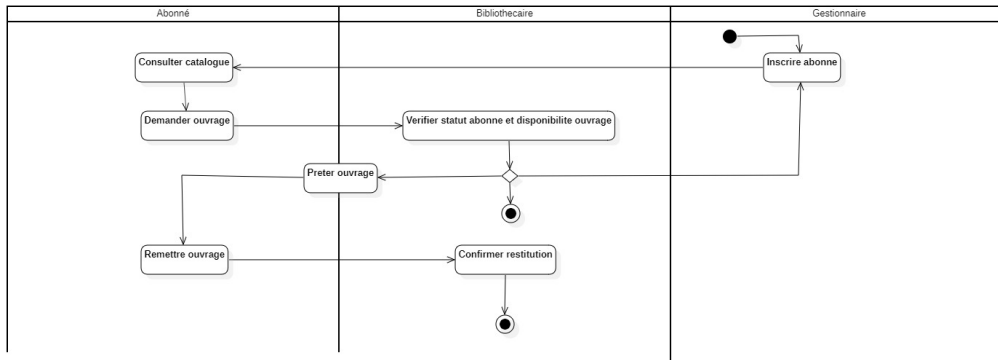 Abonné
Bibliothecaire
Gestionnaire
Consulter catalogue
Inscrire abonne
Demander ouvrage
Verifier statut abonne et disponibilite ouvrage
Preter ouvrage
Remettre ouvrage
Confirmer restitution